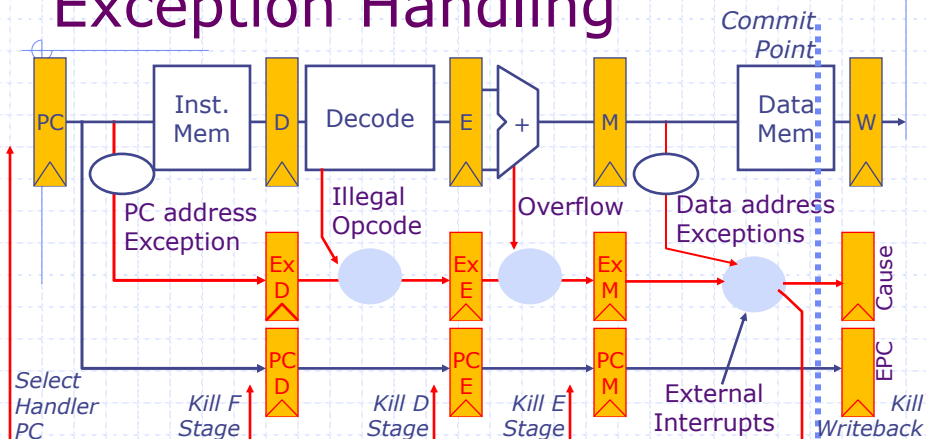 Exception Handling
Commit
Point
PC
Inst.
Mem
D
Decode
E
+
M
Data
Mem
W
PC address
Exception
Illegal
Opcode
Overflow
Data address
Exceptions
Ex
D
Ex
E
Ex
M
Cause
PC
D
PC
E
PC
M
EPC
Select
Handler
PC
Kill F
Stage
Kill D
Stage
Kill E
Stage
External
Interrupts
Kill
Writeback